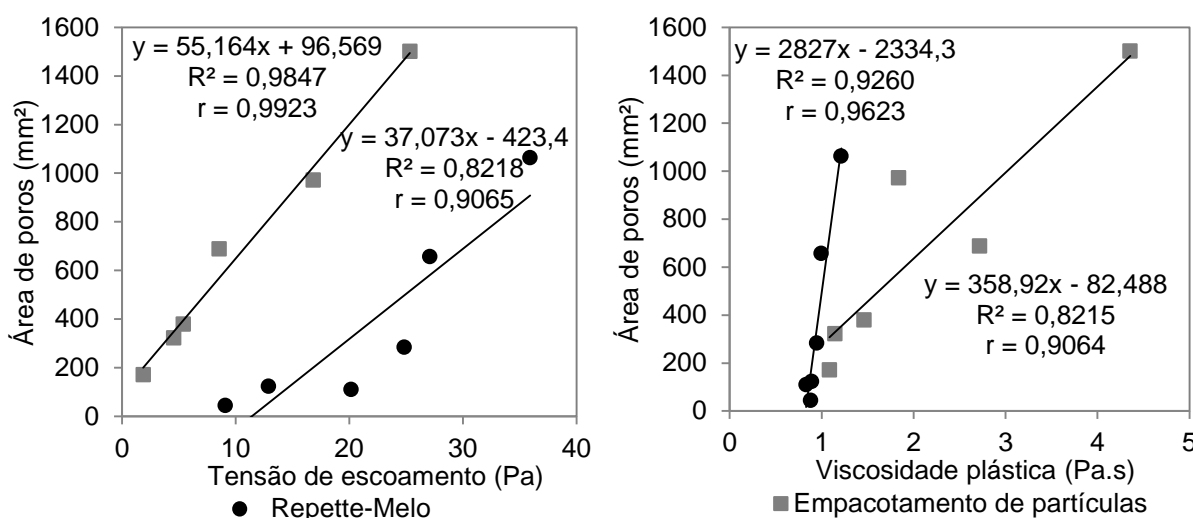 Área de poros (mm²)
1600
1400
1200
1000
800
600
400
200
0
y = 55,164x + 96,569
R² = 0,9847
r = 0,9923
y = 37,073x - 423,4
R² = 0,8218
r = 0,9065
0 10 20 30 40
Tensão de escoamento (Pa)
Repette-Melo
Área de poros (mm²)
1600
1400
1200
1000
800
600
400
200
0
y = 2827x - 2334,3
R² = 0,9260
r = 0,9623
y = 358,92x - 82,488
R² = 0,8215
r = 0,9064
0 1 2 3 4 5
Viscosidade plástica (Pa.s)
Empacotamento de partículas